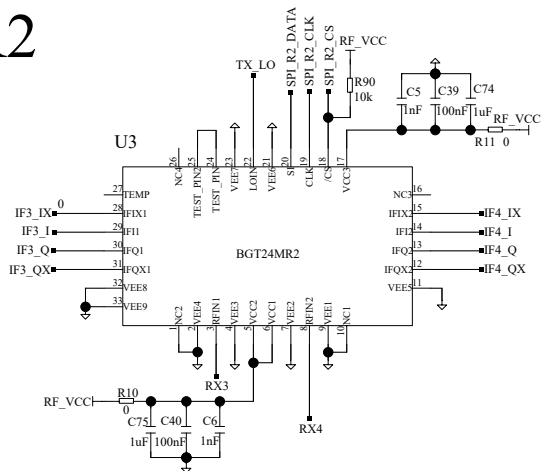 R2
SPI_R2_DATA
SPI_R2_CLK
SPI_R2_CS
RF_VCC
TX_LO
R90
10k
C5
1nF
C39
100nF
C74
1uF
RF_VCC
R11 0
U3
26
25
24
23
22
21
20
19
18
17
NC4
TEST_PIN2
TEST_PIN
VEE7
LOIN
VEE6
SI
CLK
/CS
VCC3
27 TEMP
NC3 16
IF3_IX 0 28 IFIX1
IFIX2 15 IF4_IX
IF3_I 29 IFI1
IFI2 14 IF4_I
IF3_Q 30 IFQ1
IFQ2 13 IF4_Q
IF3_QX 31 IFQX1
IFQX2 12 IF4_QX
32 VEE8
VEE5 11
33 VEE9
BGT24MR2
NC2
VEE4
RFIN1
VEE3
VCC2
VCC1
VEE2
RFIN2
VEE1
NC1
1
2
3
4
5
6
7
8
9
10
RX3
RX4
RF_VCC
R10
0
C75
1uF
C40
100nF
C6
1nF